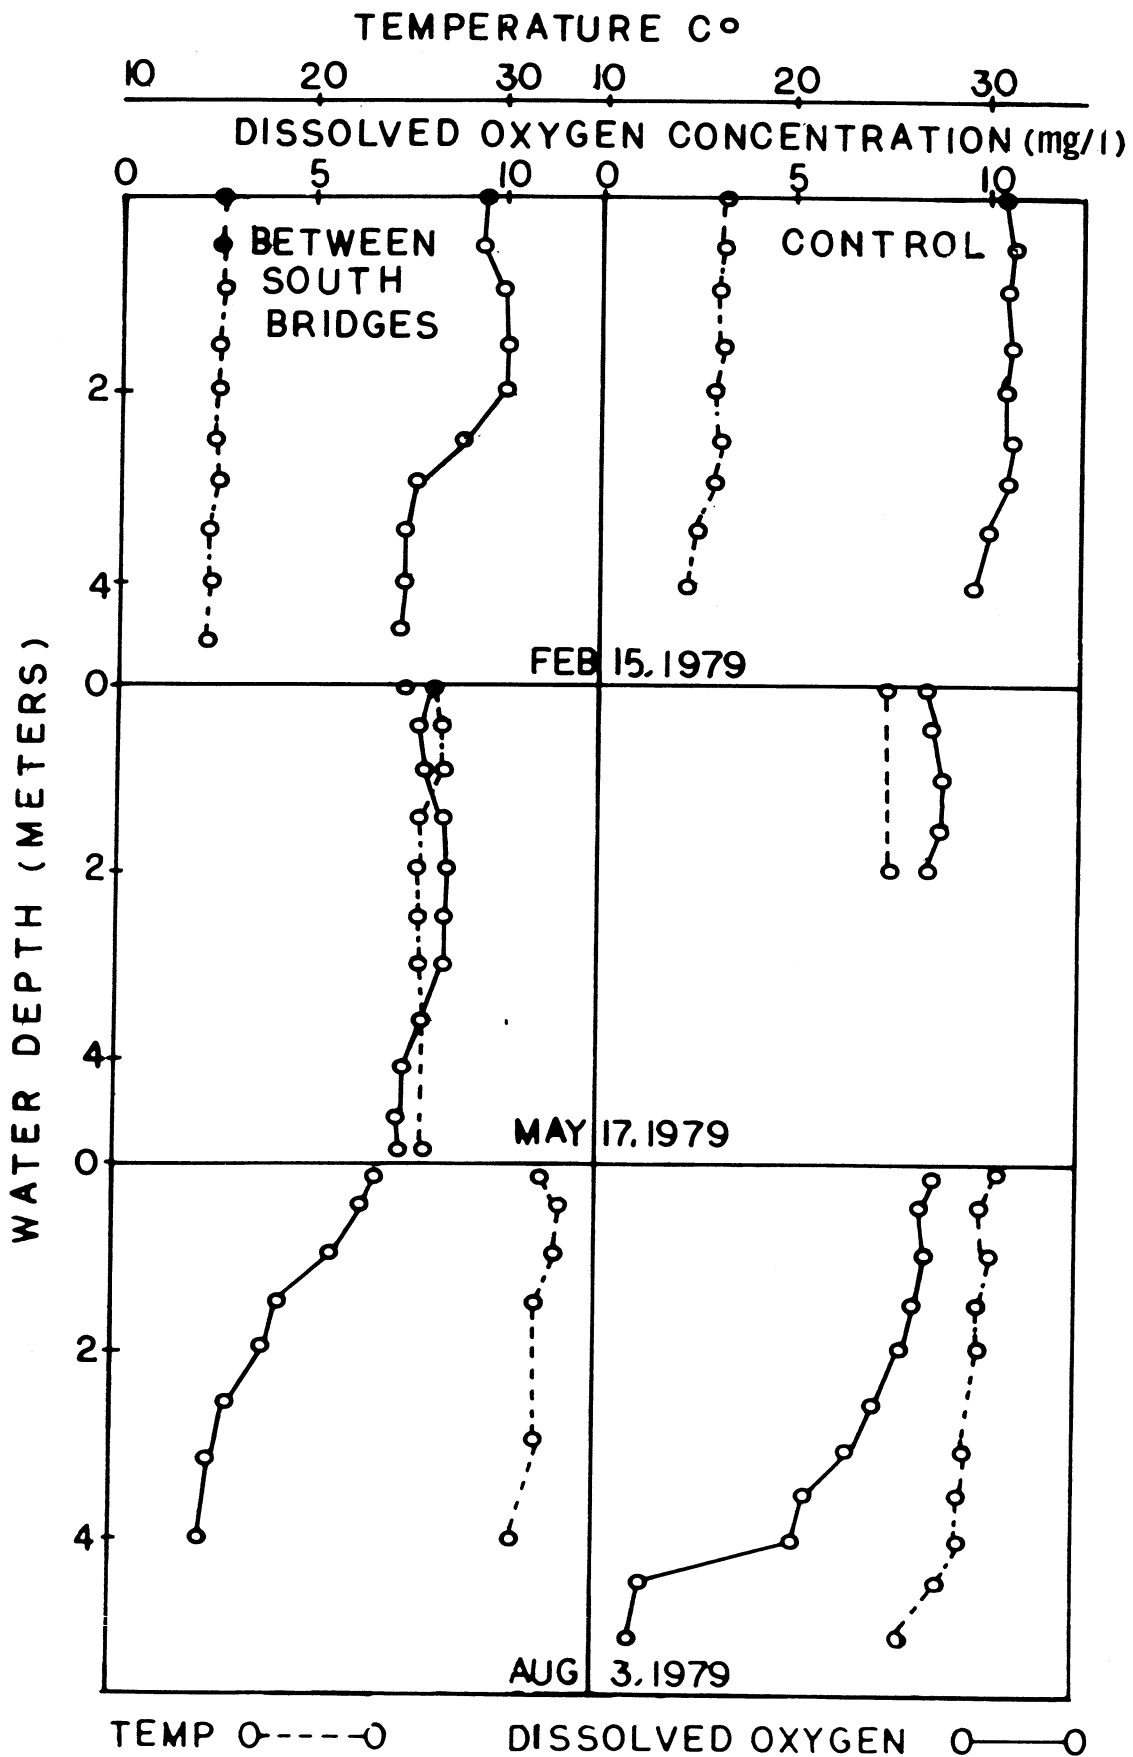 TEMPERATURE C°
10 20 30 10 20 30
DISSOLVED OXYGEN CONCENTRATION (mg/l)
0 5 10 0 5 10
BETWEEN
SOUTH
BRIDGES
CONTROL
2
4
FEB 15, 1979
0
2
4
MAY 17, 1979
0
2
4
AUG 3, 1979
WATER DEPTH (METERS)
TEMP O----O DISSOLVED OXYGEN O——O